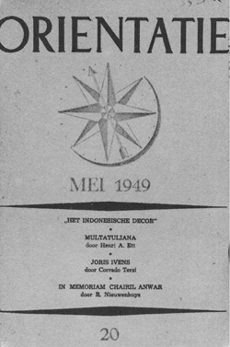 ORIENTATIE
MEI 1949
„HET INDONESISCHE DECOR"
MULTATULIANA
door Henri A. Ett
JORIS IVENS
door Corrado Terzi
IN MEMORIAM CHAIRIL ANWAR
door R. Nieuwenhuys
20